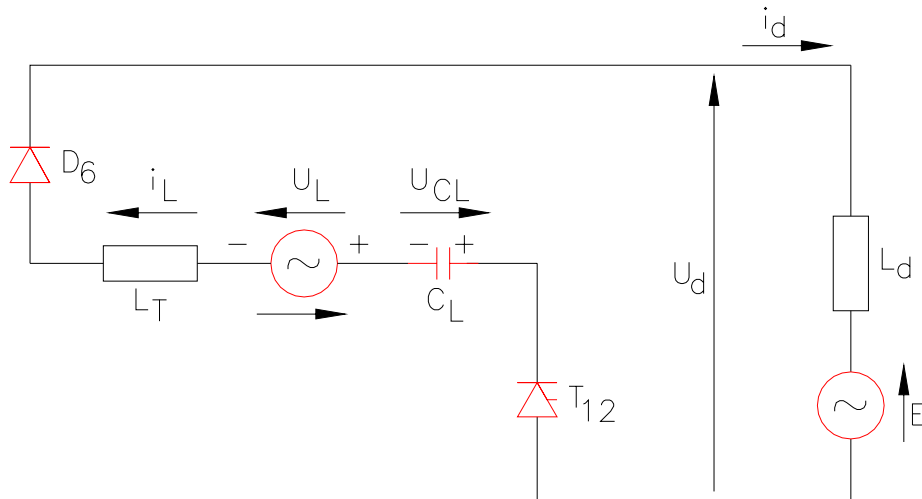 i_d
D_6
i_L
U_L
U_CL
- + - +
L_T
C_L
U_d
L_d
T_12
E